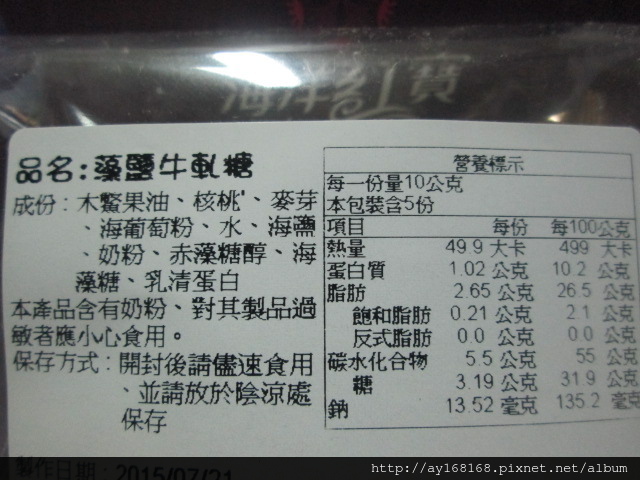 海洋紅寶
品名:藻鹽牛軋糖
成份:木鱉果油、核桃、麥芽
、海葡萄粉、水、海鹽
、奶粉、赤藻糖醇、海
藻糖、乳清蛋白
本產品含有奶粉、對其製品過
敏者應小心食用。
保存方式:開封後請儘速食用
、並請放於陰涼處
保存
製作日期:2015/07/21
營養標示
每一份量10公克
本包裝含5份
項目 每份 每100公克
熱量 49.9 大卡 499 大卡
蛋白質 1.02 公克 10.2 公克
脂肪 2.65 公克 26.5 公克
飽和脂肪 0.21 公克 2.1 公克
反式脂肪 0.0 公克 0.0 公克
碳水化合物 5.5 公克 55 公克
糖 3.19 公克 31.9 公克
鈉 13.52 毫克 135.2 毫克
http://ay168168.pixnet.net/album